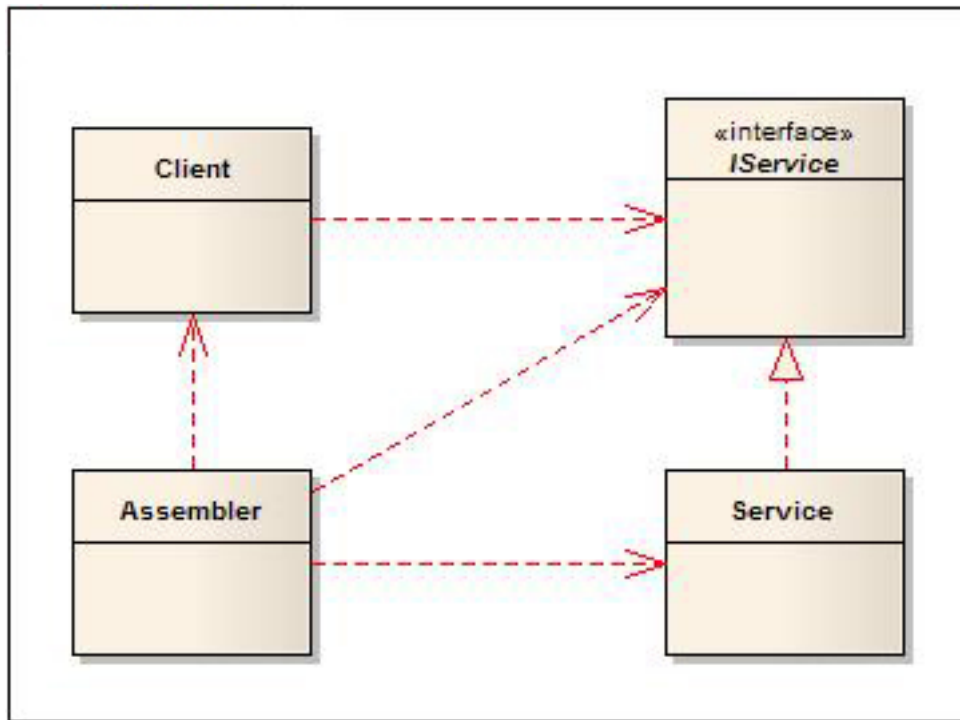 Client
«interface»
IService
Assembler
Service